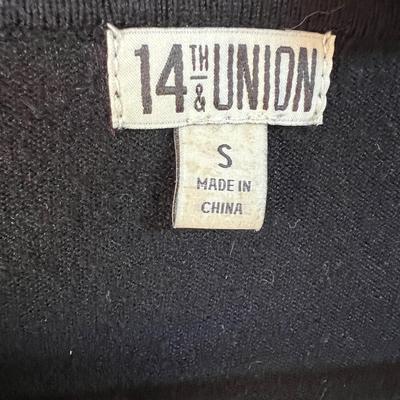 14TH & UNION
S
MADE IN
CHINA